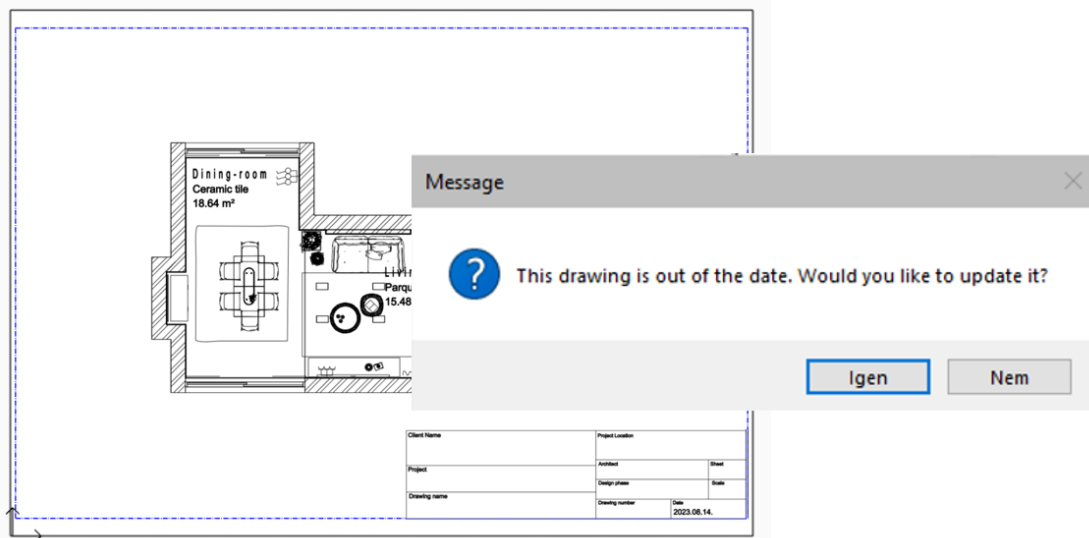 Dining-room
Ceramic tile
18.64 m²
Parqu
15.48
Message
This drawing is out of the date. Would you like to update it?
Igen
Nem
Client Name
Project Location
Architect
Sheet
Project
Design phase
Scale
Drawing name
Drawing number
Date
2023.08.14.